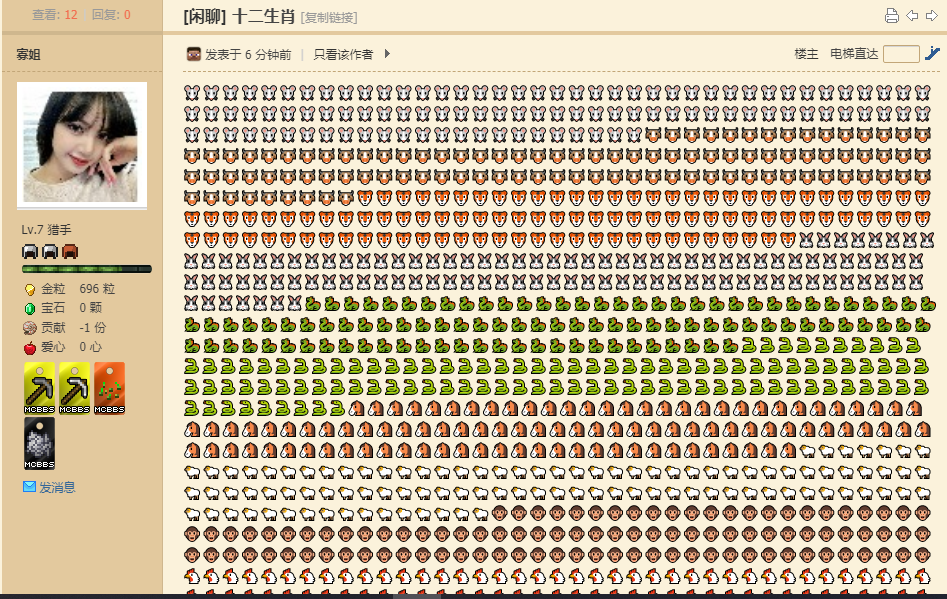 查看: 12 回复: 0
[闲聊] 十二生肖 [复制链接]
寡姐
发表于 6 分钟前 | 只看该作者
楼主 电梯直达
Lv.7 猎手
金粒 696 粒
宝石 0 颗
贡献 -1 份
爱心 0 心
MCBBS MCBBS MCBBS
MCBBS
发消息